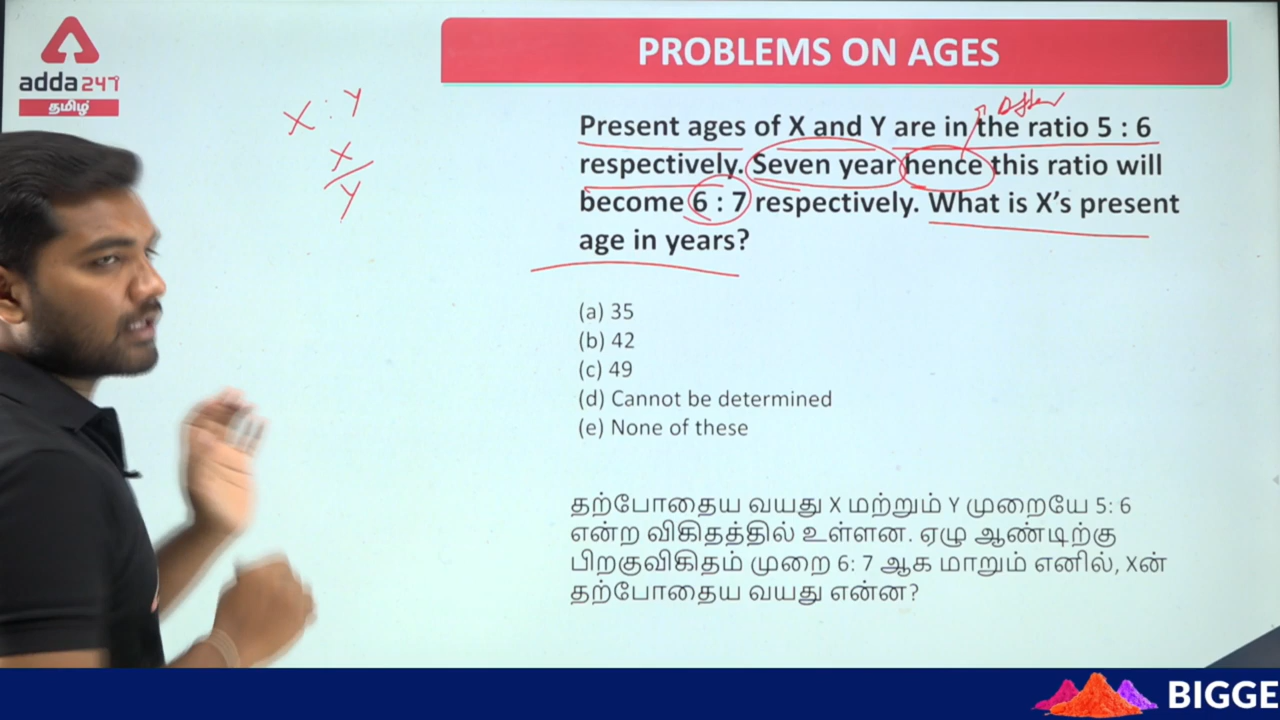 adda247
தமிழ்
PROBLEMS ON AGES
X : Y
X
Y
After
Present ages of X and Y are in the ratio 5 : 6
respectively. Seven year hence this ratio will
become 6 : 7 respectively. What is X’s present
age in years?
(a) 35
(b) 42
(c) 49
(d) Cannot be determined
(e) None of these
தற்போதைய வயது X மற்றும் Y முறையே 5: 6
என்ற விகிதத்தில் உள்ளன. ஏழு ஆண்டிற்கு
பிறகுவிகிதம் முறை 6: 7 ஆக மாறும் எனில், Xன்
தற்போதைய வயது என்ன?
BIGGE